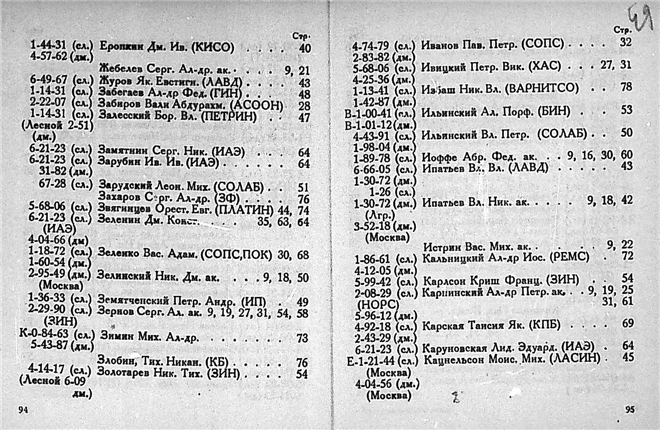 Стр.
1-44-31 (сл.) Еропкин Дм. Ив. (КИСО) . . . . 40
4-57-62 (дм.)
Жебелев Серг. Ал-др. ак. . . . . 9, 21
6-49-67 (сл.) Журов Як. Евстигн. (ЛАВД) . . . . 43
1-14-31 (сл.) Забегаев Ал-др Фед. (ГИН) . . . . 48
2-22-07 (сл.) Забиров Вали Абдурахм. (АСООН) 28
1-14-31 (сл.) Залесский Бор. Вл. (ПЕТРИН) . . 47
(Лесной 2-51)
дм.)
6-21-23 (сл.) Замятнин Серг. Ник. (ИАЭ) . . . . 64
6-21-23 (сл.) Зарубин Ив. Ив. (ИАЭ) . . . . . 64
31-82 (дм.)
67-28 (сл.) Зарудский Леон. Мих. (СОЛАБ) . . 51
Захаров Серг. Ал-др. (ЗФ) . . . . 76
5-68-06 (сл.) Звягинцев Орест. Евг. (ПЛАТИН) 44, 74
6-21-23 (сл.) Зеленин Дм. Конст. . . . . 35, 63, 64
(ИАЭ)
4-04-66 (дм.)
1-18-72 (сл.) Зеленко Вас. Адам. (СОПС, ПОК) 30, 68
1-60-54 (дм.)
2-95-49 (дм.) Зелинский Ник. Дм. ак. . . . 9, 18, 50
(Москва)
1-36-33 (сл.) Земятченский Петр. Андр. (ИП) . . 49
2-29-90 (сл.) Зернов Серг. Ал. ак. 9, 19, 27, 31, 54, 58
(ЗИН)
К-0-84-63 (сл.) Зимин Мих. Ал-др. . . . . . . 73
5-43-87 (дм.)
Злобин, Тих. Никан. (КБ) . . . . . 76
4-14-17 (сл.) Золотарев Ник. Тих. (ЗИН) . . . . 54
(Лесной 6-09
дм.)
94
49
Стр.
4-74-79 (сл.) Иванов Пав. Петр. (СОПС) . . . . 32
2-83-82 (дм.)
5-68-06 (сл.) Ивицкий Петр. Вик. (ХАС) . . . . 27, 31
4-25-36 (дм.)
1-13-41 (сл.) Избаш Ник. Вл. (ВАРНИТСО) . . . 78
1-42-87 (дм.)
В-1-00-41 (сл.) Ильинский Ал. Порф. (БИН) . . . . 53
В-1-01-12 (дм.)
4-43-91 (сл.) Ильинский Вл. Петр. (СОЛАБ) . . . 50
1-98-04 (дм.)
1-89-78 (сл.) Иоффе Абр. Фед. ак. . . 9, 16, 30, 60
6-66-05 (сл.) Ипатьев Вл. Вл. (ЛАВД) . . . . . 43
1-30-72 (дм.)
1-26 (сл.)
1-30-72 (дм.) Ипатьев Вл. Ник. ак. . . . . 9, 18, 42
(Лгр.)
3-52-18 (дм.)
(Москва)
Истрин Вас. Мих. ак. . . . . . 9, 22
1-86-61 (сл.) Кальницкий Ал-др Иос. (РЕМС) . . 72
4-12-05 (дм.)
5-99-42 (сл.) Карлсон Криш Франц. (ЗИН) . . . 54
2-08-29 (сл.) Карпинский Ал-др Петр. ак. . 9, 19, 25
(НОРС) 31, 61
5-96-12 (дм.)
4-92-18 (сл.) Карская Таисия Як. (КПБ) . . . . 69
2-43-29 (дм.)
6-21-23 (сл.) Каруновская Лид. Эдуард. (ИАЭ) . . 64
Е-1-21-44 (сл.) Кацнельсон Моис. Мих. (ЛАСИН) . 45
(Москва)
4-04-56 (дм.)
(Москва)
95